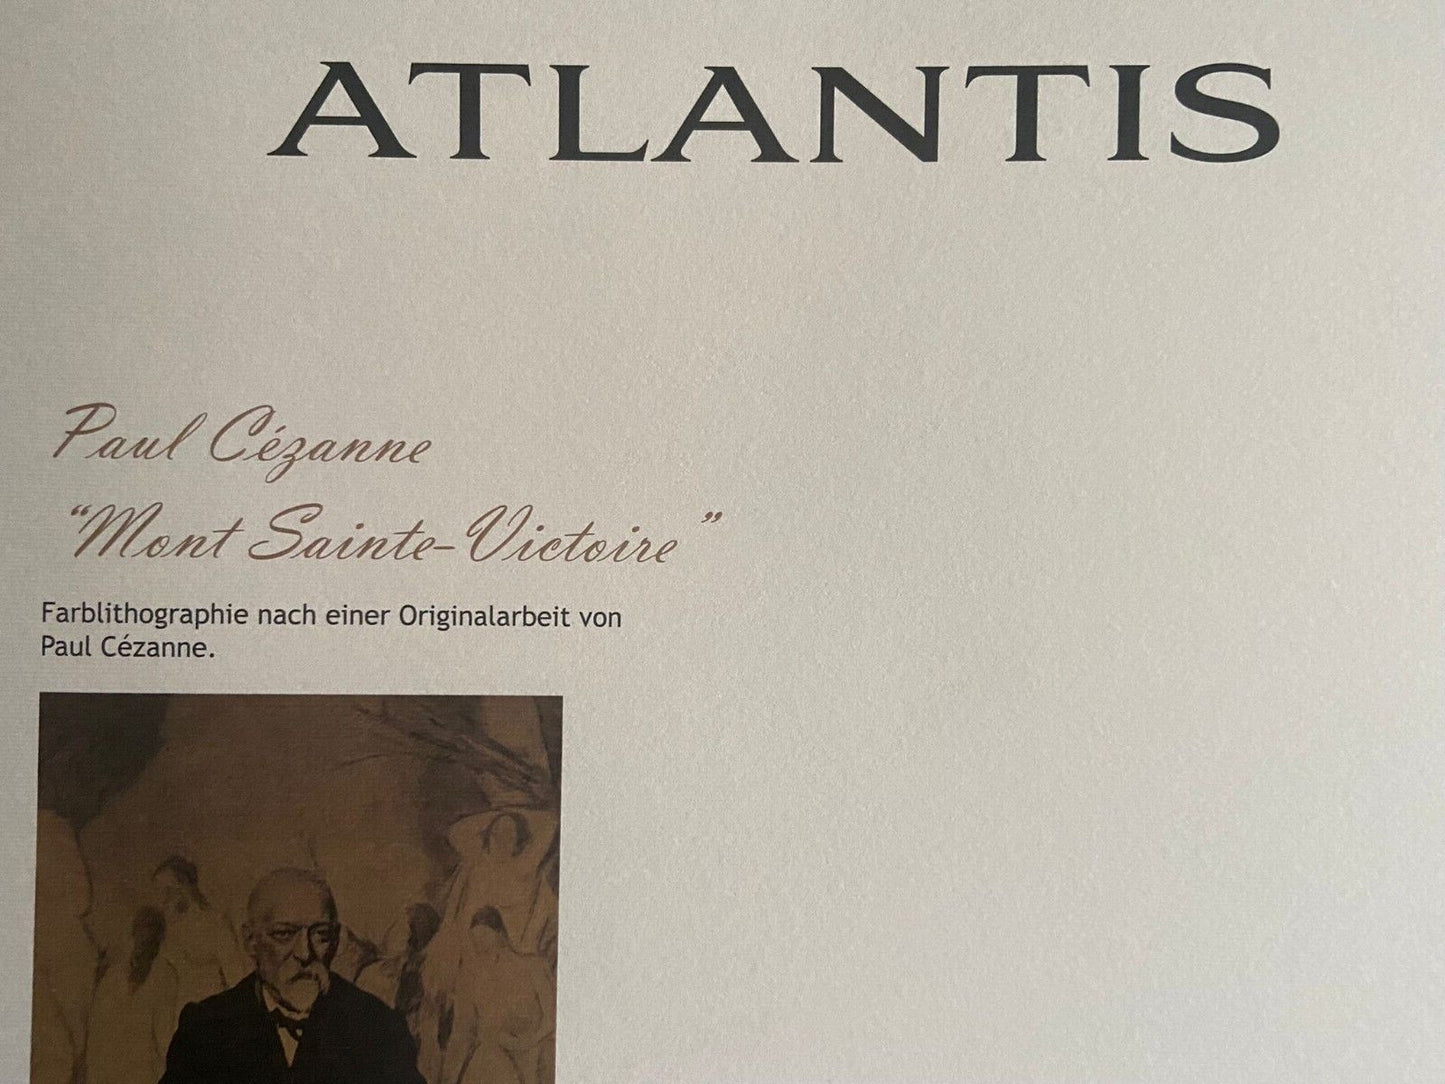 ATLANTIS
Paul Cézanne
“Mont Sainte-Victoire ”
Farblithographie nach einer Originalarbeit von
Paul Cézanne.